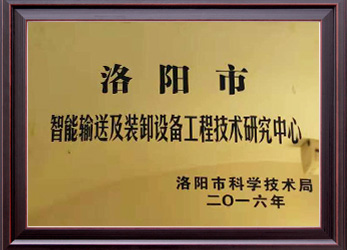 洛阳市
智能输送及装卸设备工程技术研究中心
洛阳市科学技术局
二〇一六年